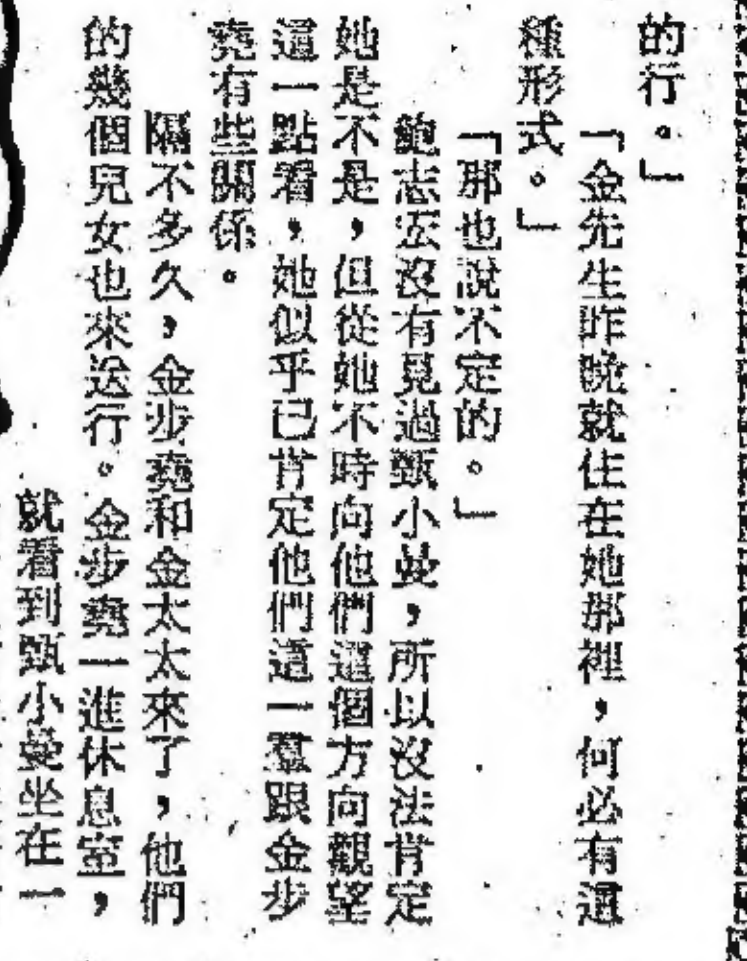 的行。」
「金先生昨晚就住在她那裡，何必有這
種形式。」
「那也說不定的。」
鮑志宏沒有見過甄小曼，所以沒法肯定
她是不是，但從她不時向他們這個方向觀望
這一點看，她似乎已肯定他們這一羣跟金步
堯有些關係。
隔不多久，金步堯和金太太來了，他們
的幾個兒女也來送行。金步堯一進休息室，
就看到甄小曼坐在一